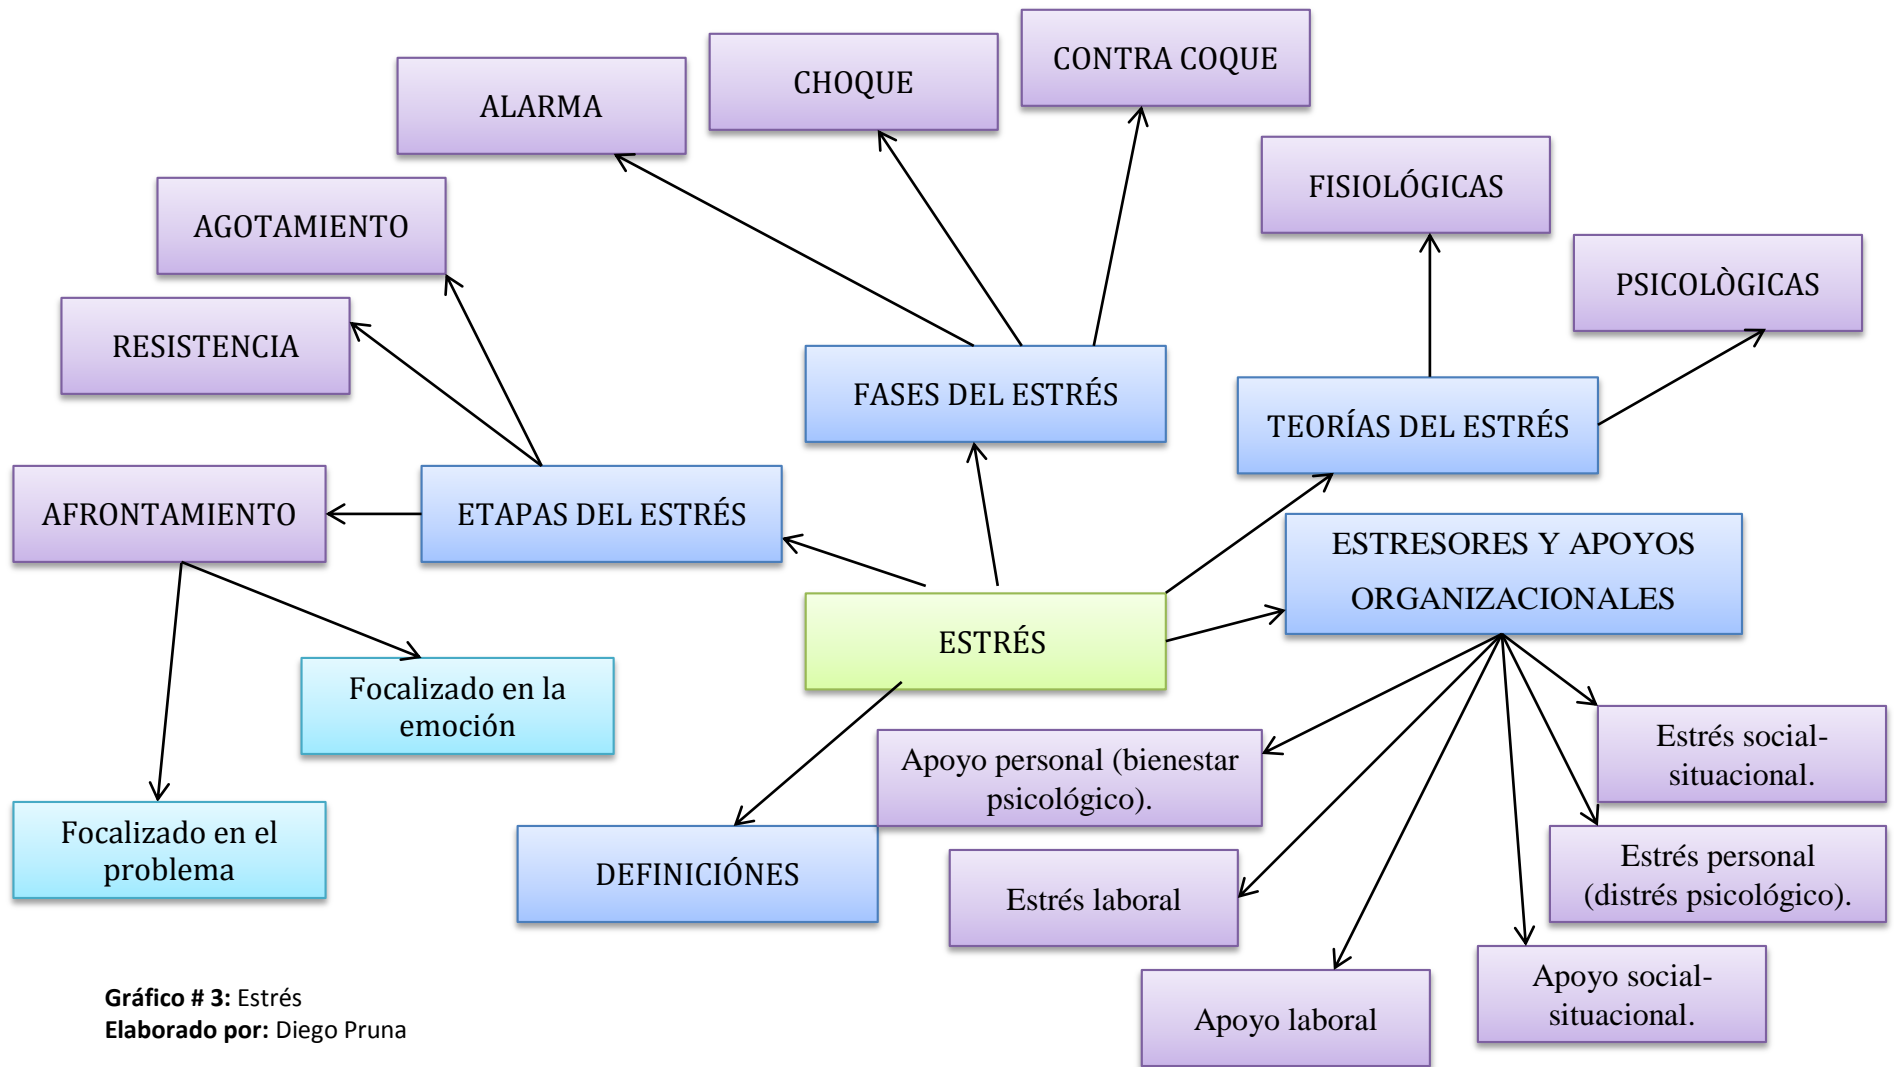 CONTRA COQUE
CHOQUE
ALARMA
FISIOLÓGICAS
AGOTAMIENTO
PSICOLÒGICAS
RESISTENCIA
FASES DEL ESTRÉS
TEORÍAS DEL ESTRÉS
AFRONTAMIENTO
ETAPAS DEL ESTRÉS
ESTRESORES Y APOYOS
ORGANIZACIONALES
ESTRÉS
Focalizado en la
emoción
Apoyo personal (bienestar
psicológico).
Estrés social-
situacional.
Focalizado en el
problema
DEFINICIÓNES
Estrés laboral
Estrés personal
(distrés psicológico).
Apoyo laboral
Apoyo social-
situacional.
Gráfico # 3: Estrés
Elaborado por: Diego Pruna